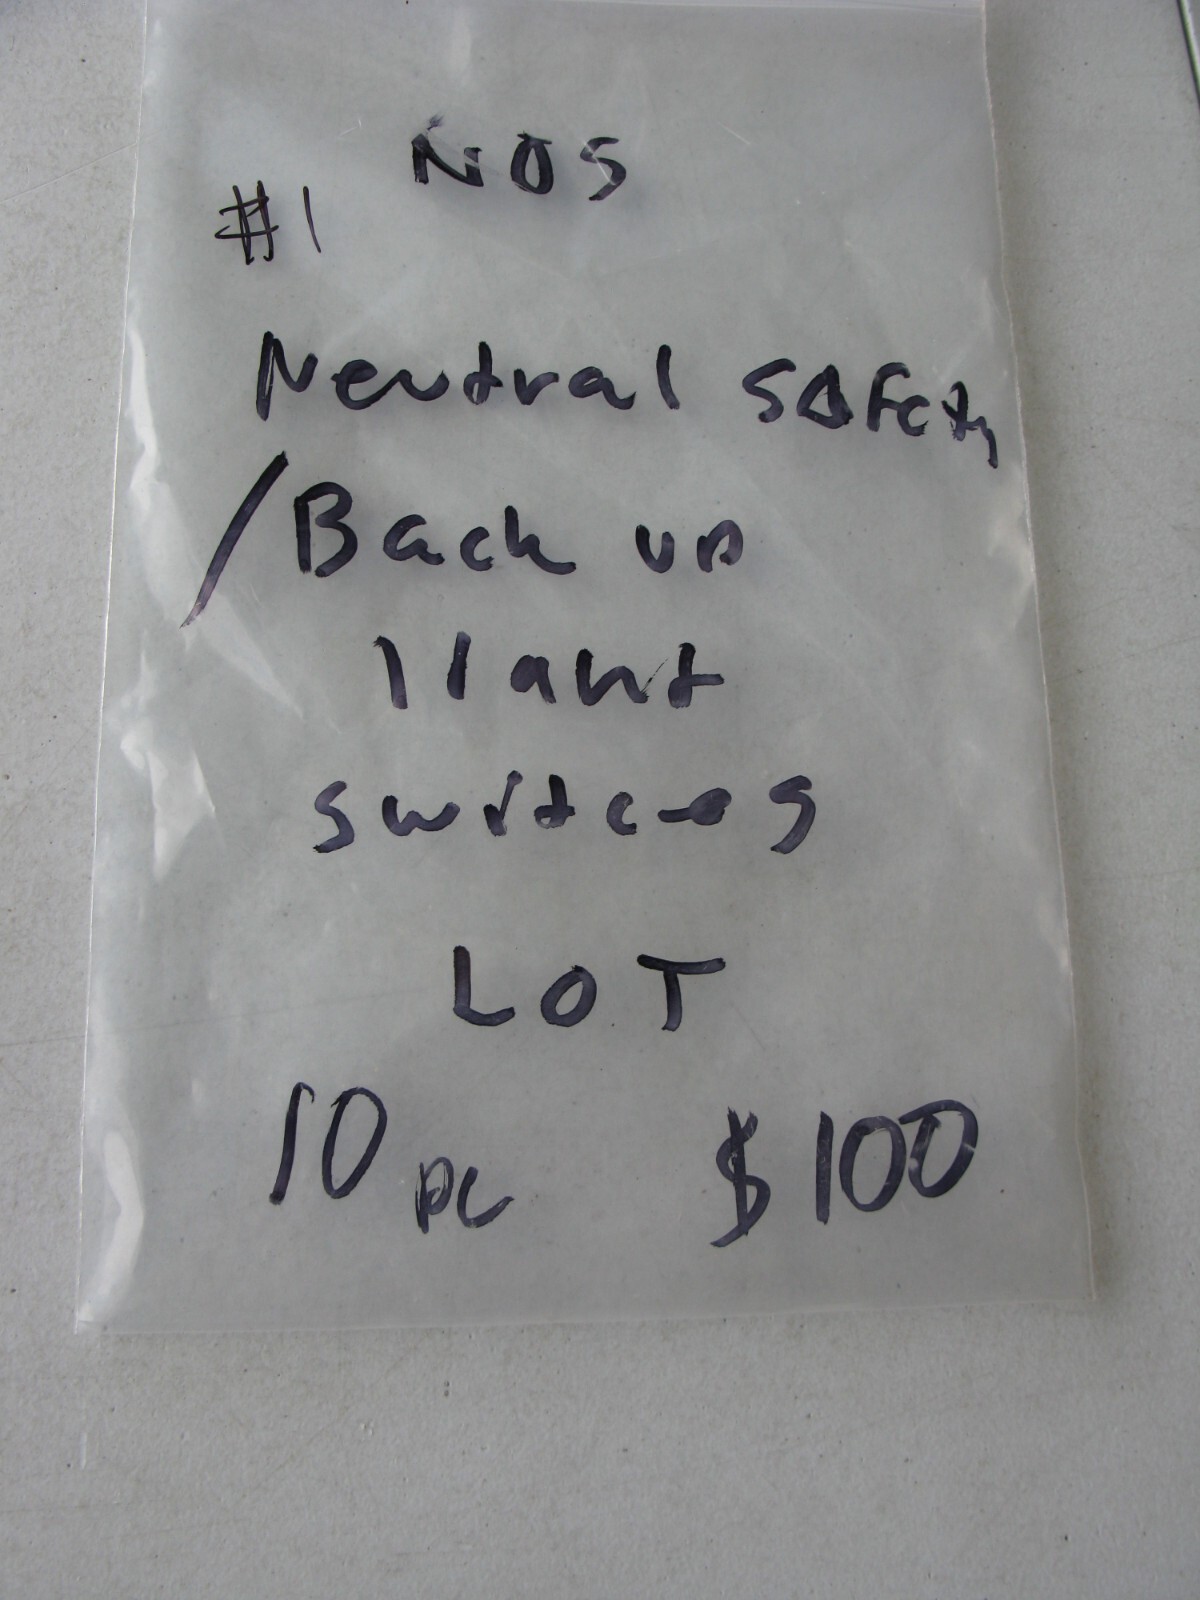 NOS
#1
Neutral SAFety
/Back up
light
switches
LOT
10 pc $100